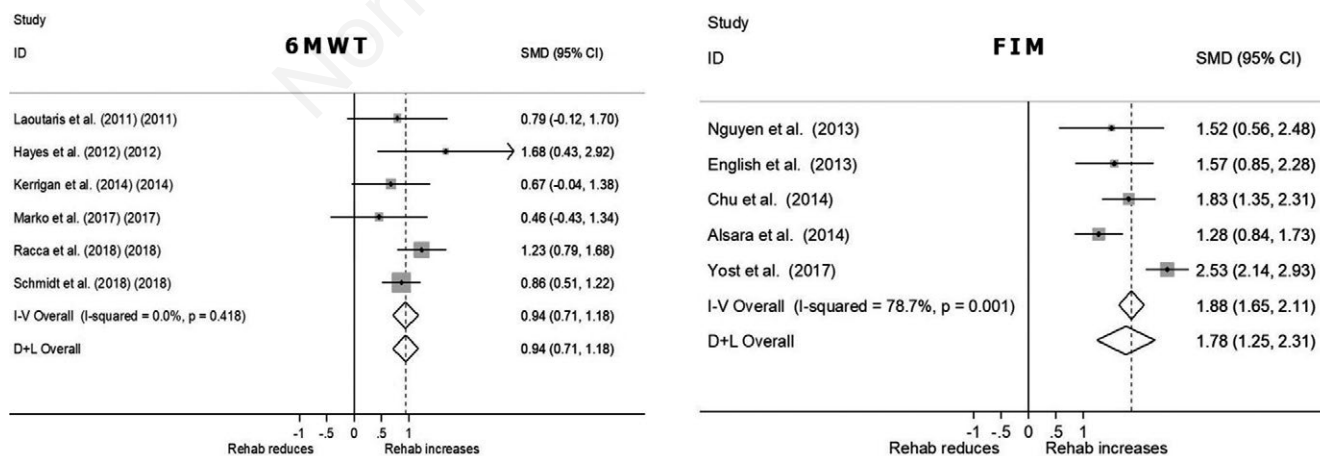 Study
ID
6MWT
SMD (95% CI)
Laoutaris et al. (2011) (2011)
0.79 (-0.12, 1.70)
Hayes et al. (2012) (2012)
1.68 (0.43, 2.92)
Kerrigan et al. (2014) (2014)
0.67 (-0.04, 1.38)
Marko et al. (2017) (2017)
0.46 (-0.43, 1.34)
Racca et al. (2018) (2018)
1.23 (0.79, 1.68)
Schmidt et al. (2018) (2018)
0.86 (0.51, 1.22)
I-V Overall (I-squared = 0.0%, p = 0.418)
0.94 (0.71, 1.18)
D+L Overall
0.94 (0.71, 1.18)
-1 -.5 0 .5 1
Rehab reduces Rehab increases
Study
ID
FIM
SMD (95% CI)
Nguyen et al. (2013)
1.52 (0.56, 2.48)
English et al. (2013)
1.57 (0.85, 2.28)
Chu et al. (2014)
1.83 (1.35, 2.31)
Alsara et al. (2014)
1.28 (0.84, 1.73)
Yost et al. (2017)
2.53 (2.14, 2.93)
I-V Overall (I-squared = 78.7%, p = 0.001)
1.88 (1.65, 2.11)
D+L Overall
1.78 (1.25, 2.31)
-1 -.5 0 .5 1
Rehab reduces Rehab increases